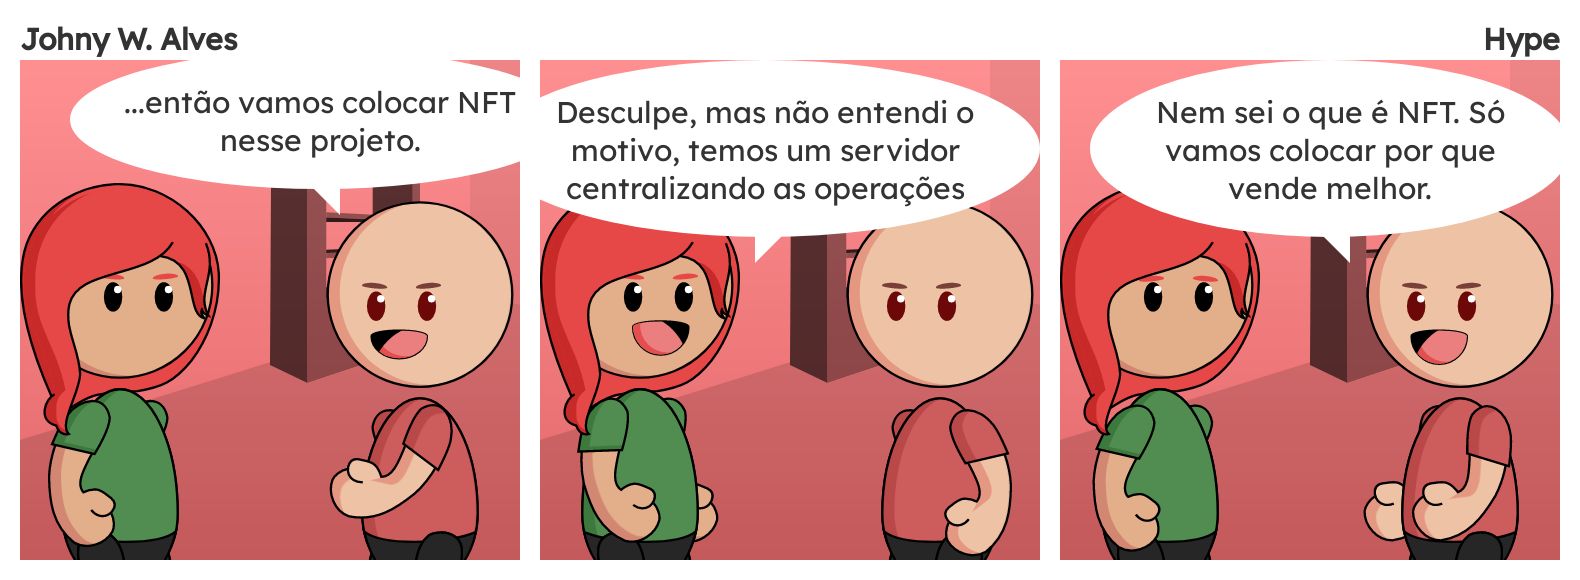 Johny W. Alves
Hype
...então vamos colocar NFT
nesse projeto.
Desculpe, mas não entendi o
motivo, temos um servidor
centralizando as operações
Nem sei o que é NFT. Só
vamos colocar por que
vende melhor.